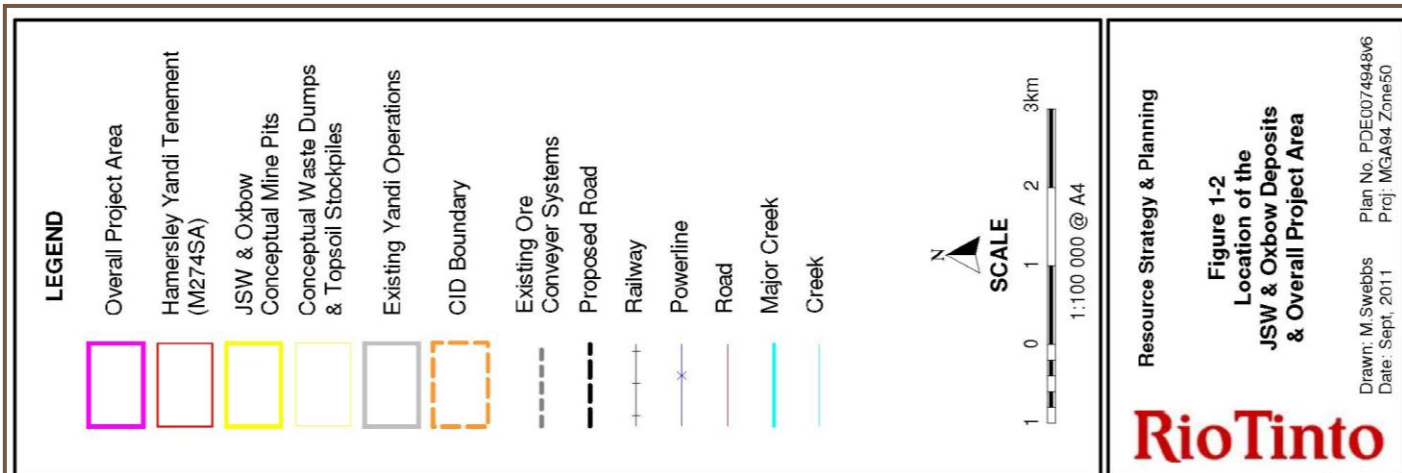 LEGEND
Overall Project Area
Hamersley Yandi Tenement
(M274SA)
JSW & Oxbow
Conceptual Mine Pits
Conceptual Waste Dumps
& Topsoil Stockpiles
Existing Yandi Operations
CID Boundary
Existing Ore
Conveyer Systems
Proposed Road
Railway
Powerline
Road
Major Creek
Creek
N
SCALE
1 0 1 2 3km
1:100 000 @ A4
Resource Strategy & Planning
Figure 1-2
Location of the
JSW & Oxbow Deposits
& Overall Project Area
Drawn: M.Swebbs Plan No. PDE0074948v6
Date: Sept, 2011 Proj: MGA94 Zone50
RioTinto